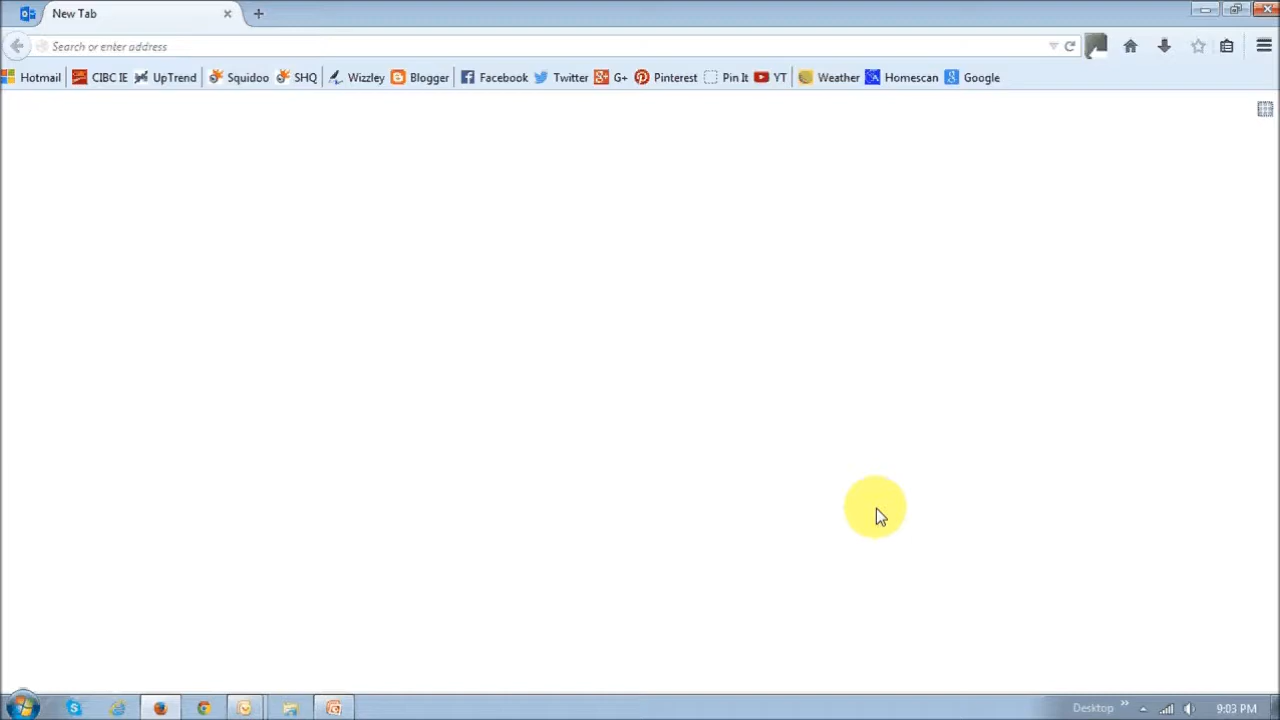 New Tab
Search or enter address
Hotmail CIBC IE UpTrend Squidoo SHQ Wizzley Blogger Facebook Twitter G+ Pinterest Pin It YT Weather Homescan Google
Desktop 9:03 PM